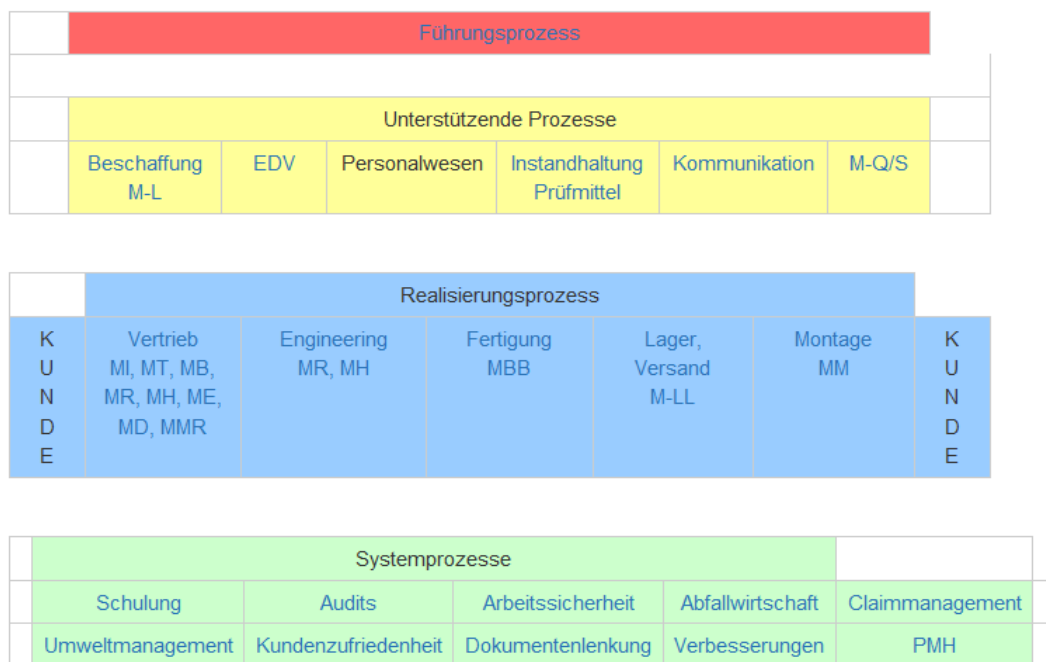 Führungsprozess
Unterstützende Prozesse
Beschaffung EDV Personalwesen Instandhaltung Kommunikation M-Q/S
M-L Prüfmittel
Realisierungsprozess
K Vertrieb Engineering Fertigung Lager, Montage K
U MI, MT, MB, MR, MH MBB Versand MM U
N MR, MH, ME, M-LL N
D MD, MMR D
E E
Systemprozesse
Schulung Audits Arbeitssicherheit Abfallwirtschaft Claimmanagement
Umweltmanagement Kundenzufriedenheit Dokumentenlenkung Verbesserungen PMH